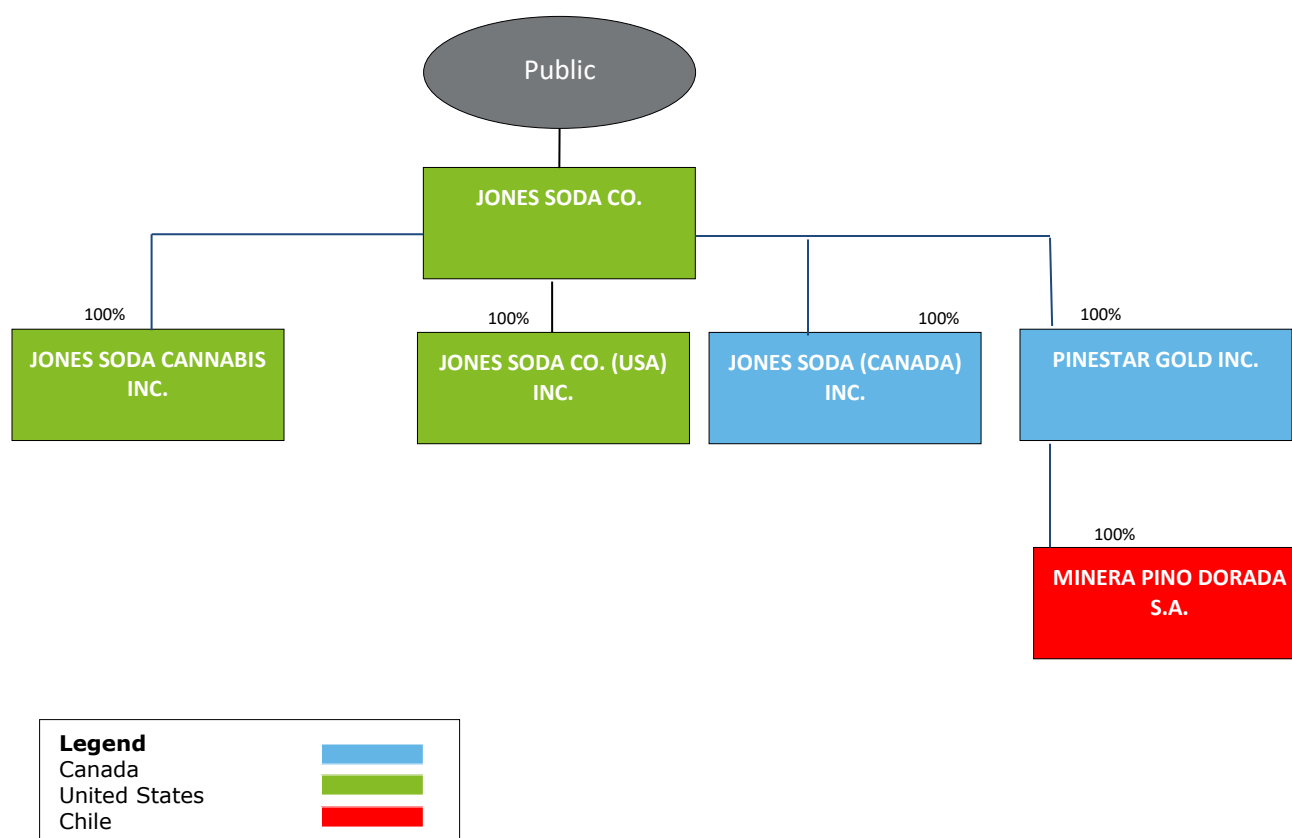 Public
JONES SODA CO.
100%
100%
100%
100%
JONES SODA CANNABIS
INC.
JONES SODA CO. (USA)
INC.
JONES SODA (CANADA)
INC.
PINESTAR GOLD INC.
100%
MINERA PINO DORADA
S.A.
Legend
Canada
United States
Chile